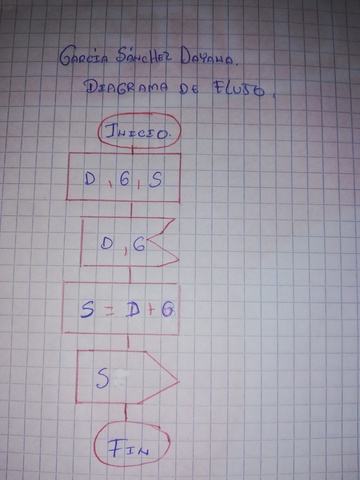 GARCÍA SÁNCHEZ DAYANA.
DIAGRAMA DE FLUJO.
INICIO.
D , G , S
D , G
S = D + G
S
FIN